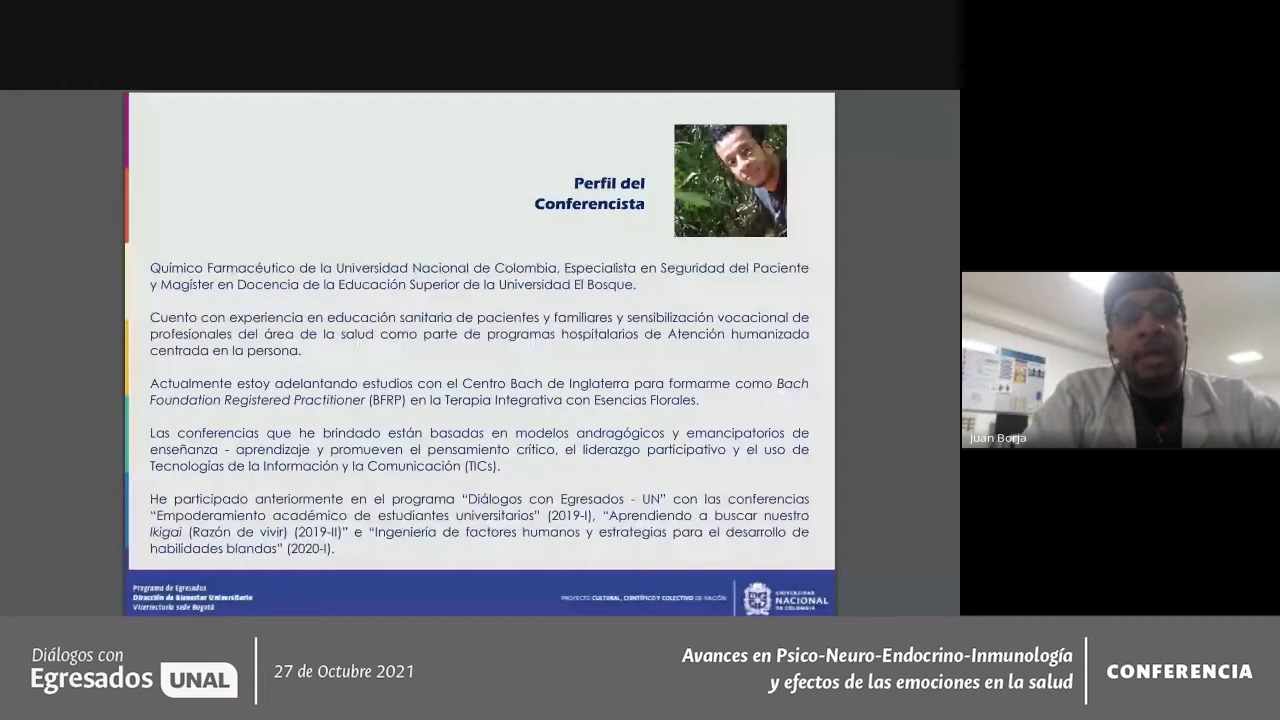 Perfil del
Conferencista
Químico Farmacéutico de la Universidad Nacional de Colombia, Especialista en Seguridad del Paciente
y Magíster en Docencia de la Educación Superior de la Universidad El Bosque.
Cuento con experiencia en educación sanitaria de pacientes y familiares y sensibilización vocacional de
profesionales del área de la salud como parte de programas hospitalarios de Atención humanizada
centrada en la persona.
Actualmente estoy adelantando estudios con el Centro Bach de Inglaterra para formarme como Bach
Foundation Registered Practitioner (BFRP) en la Terapia Integrativa con Esencias Florales.
Las conferencias que he brindado están basadas en modelos andragógicos y emancipatorios de
enseñanza - aprendizaje y promueven el pensamiento crítico, el liderazgo participativo y el uso de
Tecnologías de la Información y la Comunicación (TICs).
He participado anteriormente en el programa “Diálogos con Egresados - UN” con las conferencias
“Empoderamiento académico de estudiantes universitarios” (2019-I), “Aprendiendo a buscar nuestro
Ikigai (Razón de vivir) (2019-II)” e “Ingeniería de factores humanos y estrategias para el desarrollo de
habilidades blandas” (2020-I).
Programa de Egresados
Dirección de Bienestar Universitario
Vicerrectoría sede Bogotá
PROYECTO CULTURAL, CIENTÍFICO Y COLECTIVO DE NACIÓN
UNIVERSIDAD
NACIONAL
DE COLOMBIA
Juan Borja
Diálogos con
Egresados UNAL
27 de Octubre 2021
Avances en Psico-Neuro-Endocrino-Inmunología
y efectos de las emociones en la salud
CONFERENCIA